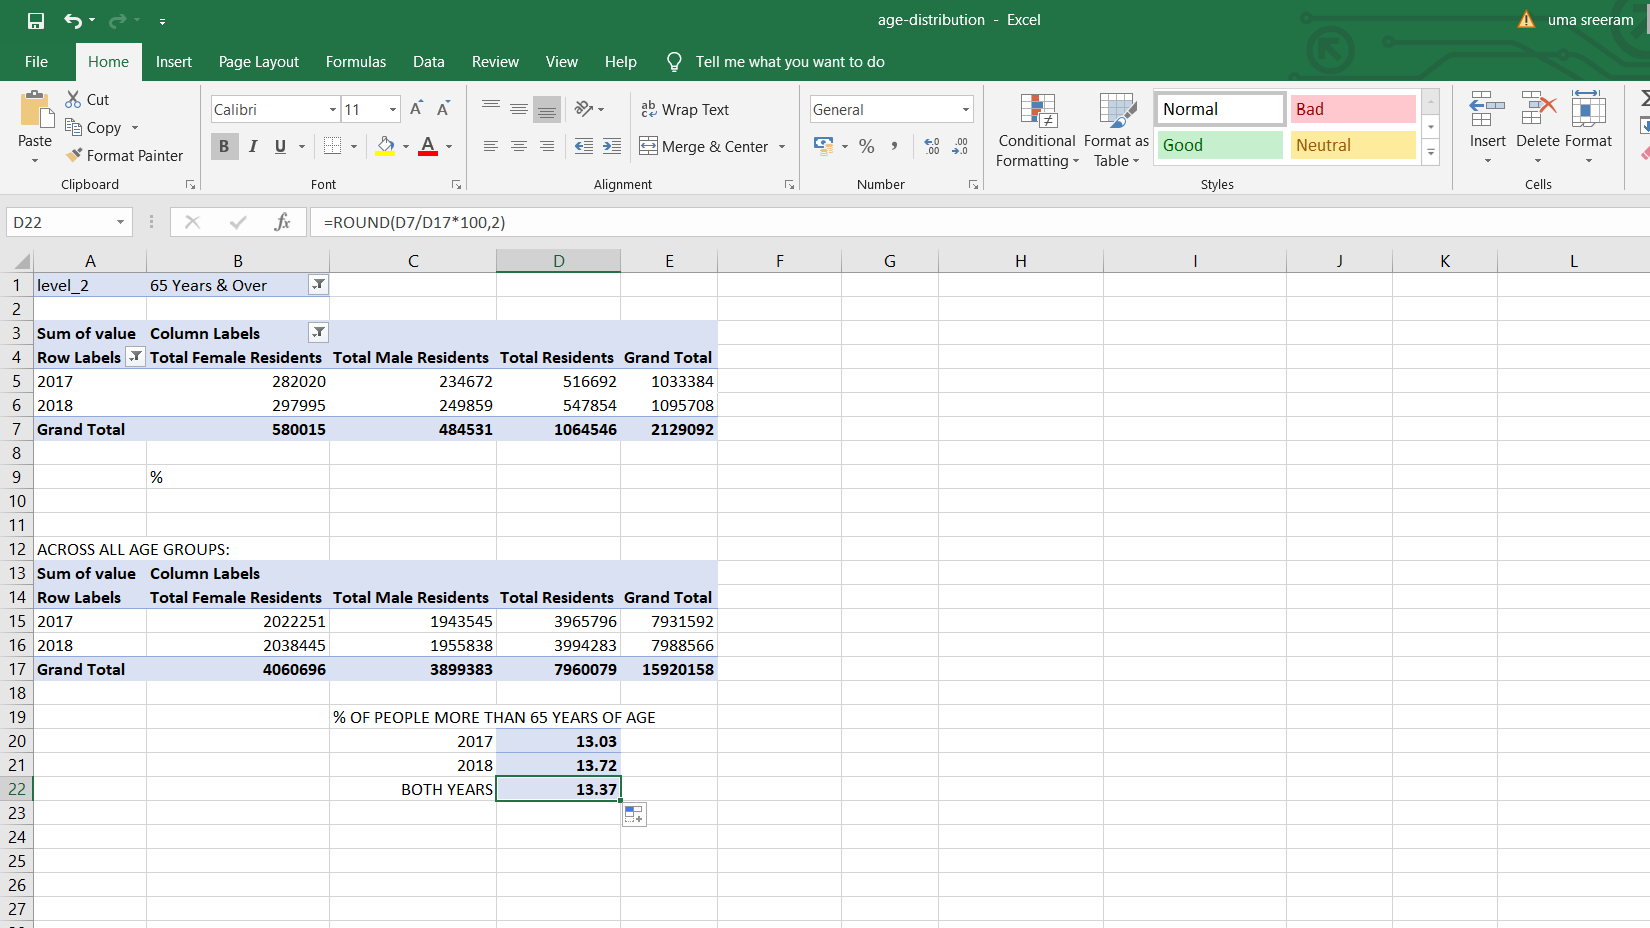 age-distribution - Excel
uma sreeram
File Home Insert Page Layout Formulas Data Review View Help Tell me what you want to do
Paste
Cut
Copy
Format Painter
Clipboard
Calibri 11
B I U A
Font
ab Wrap Text
Merge & Center
Alignment
General
% , .00 .00
Number
Conditional Formatting
Format as Table
Normal Bad
Good Neutral
Styles
Insert Delete Format
Cells
D22 fx =ROUND(D7/D17*100,2)
A B C D E F G H I J K L
1 level_2 65 Years & Over
2
3 Sum of value Column Labels
4 Row Labels Total Female Residents Total Male Residents Total Residents Grand Total
5 2017 282020 234672 516692 1033384
6 2018 297995 249859 547854 1095708
7 Grand Total 580015 484531 1064546 2129092
8
9 %
10
11
12 ACROSS ALL AGE GROUPS:
13 Sum of value Column Labels
14 Row Labels Total Female Residents Total Male Residents Total Residents Grand Total
15 2017 2022251 1943545 3965796 7931592
16 2018 2038445 1955838 3994283 7988566
17 Grand Total 4060696 3899383 7960079 15920158
18
19 % OF PEOPLE MORE THAN 65 YEARS OF AGE
20 2017 13.03
21 2018 13.72
22 BOTH YEARS 13.37
23
24
25
26
27